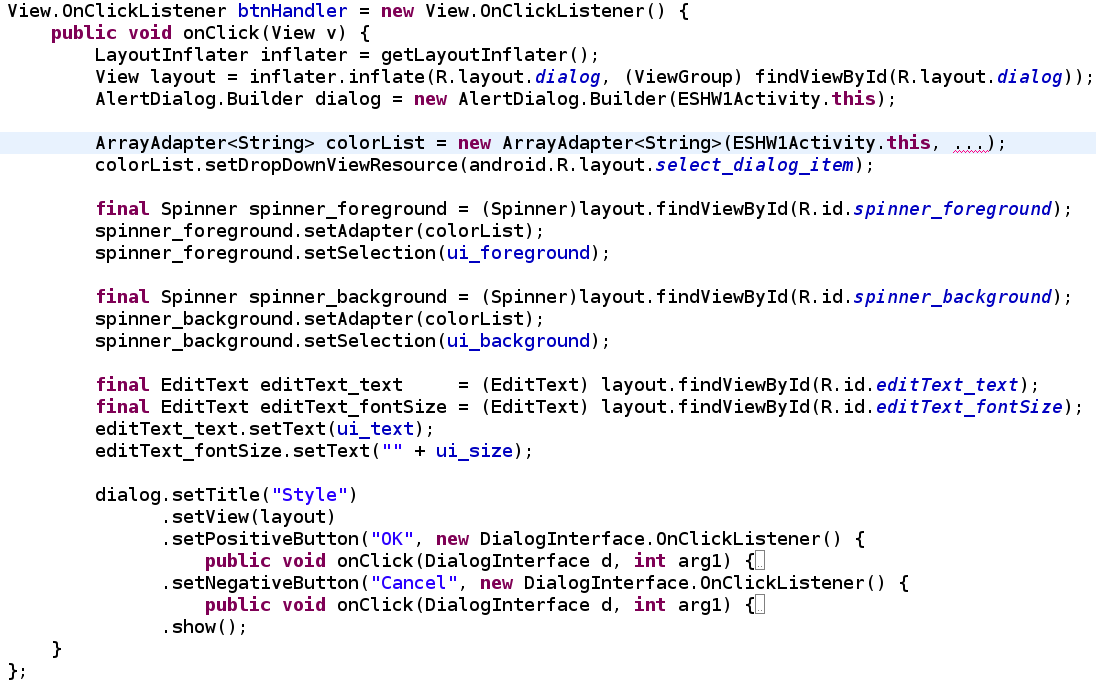 View.OnClickListener btnHandler = new View.OnClickListener() {
    public void onClick(View v) {
        LayoutInflater inflater = getLayoutInflater();
        View layout = inflater.inflate(R.layout.dialog, (ViewGroup) findViewById(R.layout.dialog));
        AlertDialog.Builder dialog = new AlertDialog.Builder(ESHW1Activity.this);

        ArrayAdapter<String> colorList = new ArrayAdapter<String>(ESHW1Activity.this, ...);
        colorList.setDropDownViewResource(android.R.layout.select_dialog_item);

        final Spinner spinner_foreground = (Spinner)layout.findViewById(R.id.spinner_foreground);
        spinner_foreground.setAdapter(colorList);
        spinner_foreground.setSelection(ui_foreground);

        final Spinner spinner_background = (Spinner)layout.findViewById(R.id.spinner_background);
        spinner_background.setAdapter(colorList);
        spinner_background.setSelection(ui_background);

        final EditText editText_text     = (EditText) layout.findViewById(R.id.editText_text);
        final EditText editText_fontSize = (EditText) layout.findViewById(R.id.editText_fontSize);
        editText_text.setText(ui_text);
        editText_fontSize.setText("" + ui_size);

        dialog.setTitle("Style")
              .setView(layout)
              .setPositiveButton("OK", new DialogInterface.OnClickListener() {
                  public void onClick(DialogInterface d, int arg1) {..
              .setNegativeButton("Cancel", new DialogInterface.OnClickListener() {
                  public void onClick(DialogInterface d, int arg1) {..
              .show();
    }
};